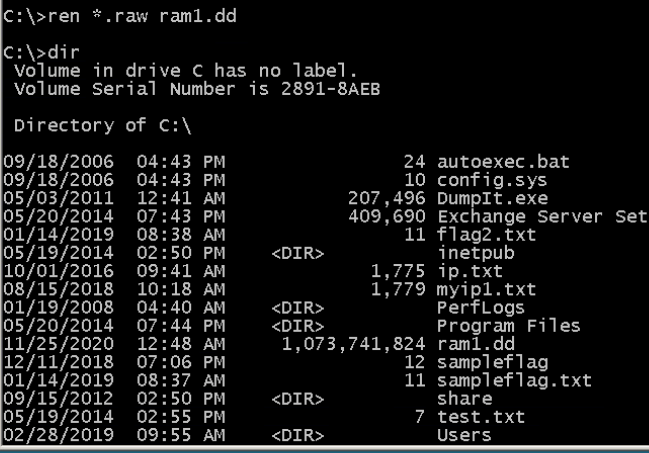 C:\>ren *.raw ram1.dd
C:\>dir
 Volume in drive C has no label.
 Volume Serial Number is 2891-8AEB
 Directory of C:\
09/18/2006  04:43 PM                24 autoexec.bat
09/18/2006  04:43 PM                10 config.sys
05/03/2011  12:41 AM           207,496 DumpIt.exe
05/20/2014  07:43 PM           409,690 Exchange Server Set
01/14/2019  08:38 AM                11 flag2.txt
05/19/2014  02:50 PM    <DIR>          inetpub
10/01/2016  09:41 AM             1,775 ip.txt
08/15/2018  10:18 AM             1,779 myip1.txt
01/19/2008  04:40 AM    <DIR>          PerfLogs
05/20/2014  07:44 PM    <DIR>          Program Files
11/25/2020  12:48 AM     1,073,741,824 ram1.dd
12/11/2018  07:06 PM                12 sampleflag
01/14/2019  08:37 AM                11 sampleflag.txt
09/15/2012  02:50 PM    <DIR>          share
05/19/2014  02:55 PM                 7 test.txt
02/28/2019  09:55 AM    <DIR>          Users